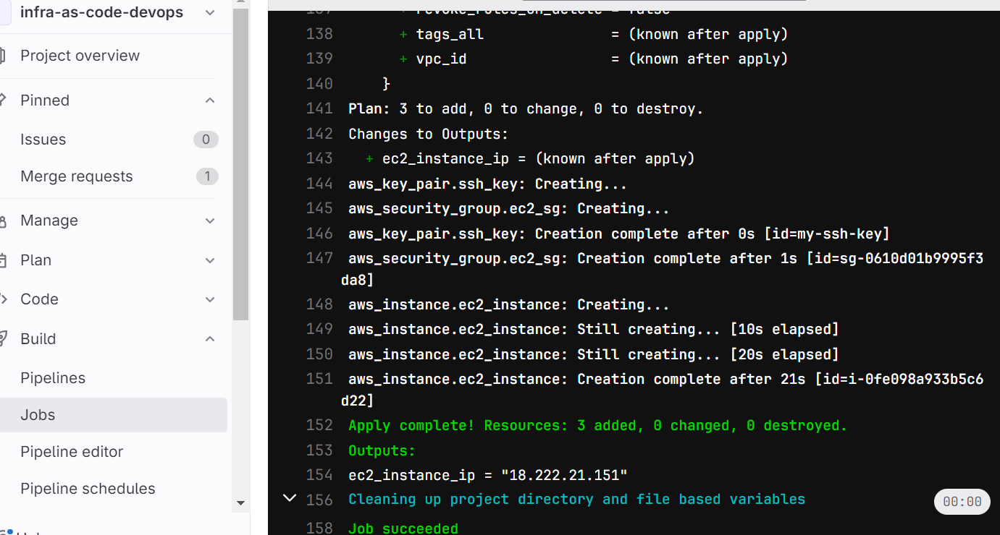 infra-as-code-devops
Project overview
Pinned
Issues 0
Merge requests 1
Manage
Plan
Code
Build
Pipelines
Jobs
Pipeline editor
Pipeline schedules
137 + revoke_rules_on_delete = false
138 + tags_all = (known after apply)
139 + vpc_id = (known after apply)
140 }
141 Plan: 3 to add, 0 to change, 0 to destroy.
142 Changes to Outputs:
143 + ec2_instance_ip = (known after apply)
144 aws_key_pair.ssh_key: Creating...
145 aws_security_group.ec2_sg: Creating...
146 aws_key_pair.ssh_key: Creation complete after 0s [id=my-ssh-key]
147 aws_security_group.ec2_sg: Creation complete after 1s [id=sg-0610d01b9995f3
da8]
148 aws_instance.ec2_instance: Creating...
149 aws_instance.ec2_instance: Still creating... [10s elapsed]
150 aws_instance.ec2_instance: Still creating... [20s elapsed]
151 aws_instance.ec2_instance: Creation complete after 21s [id=i-0fe098a933b5c6
d22]
152 Apply complete! Resources: 3 added, 0 changed, 0 destroyed.
153 Outputs:
154 ec2_instance_ip = "18.222.21.151"
156 Cleaning up project directory and file based variables 00:00
158 Job succeeded